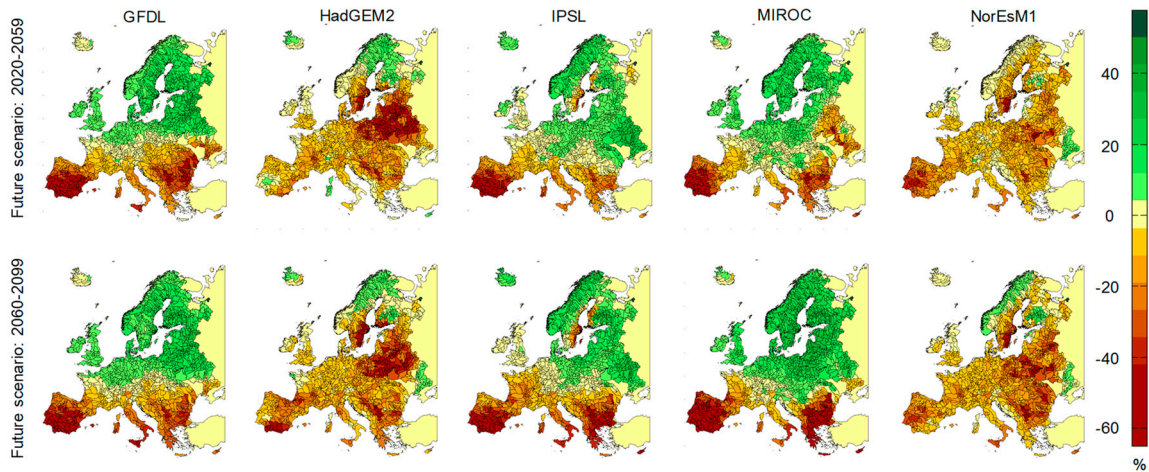 GFDL
HadGEM2
IPSL
MIROC
NorEsM1
Future scenario: 2020-2059
Future scenario: 2060-2099
40
20
0
-20
-40
-60
%